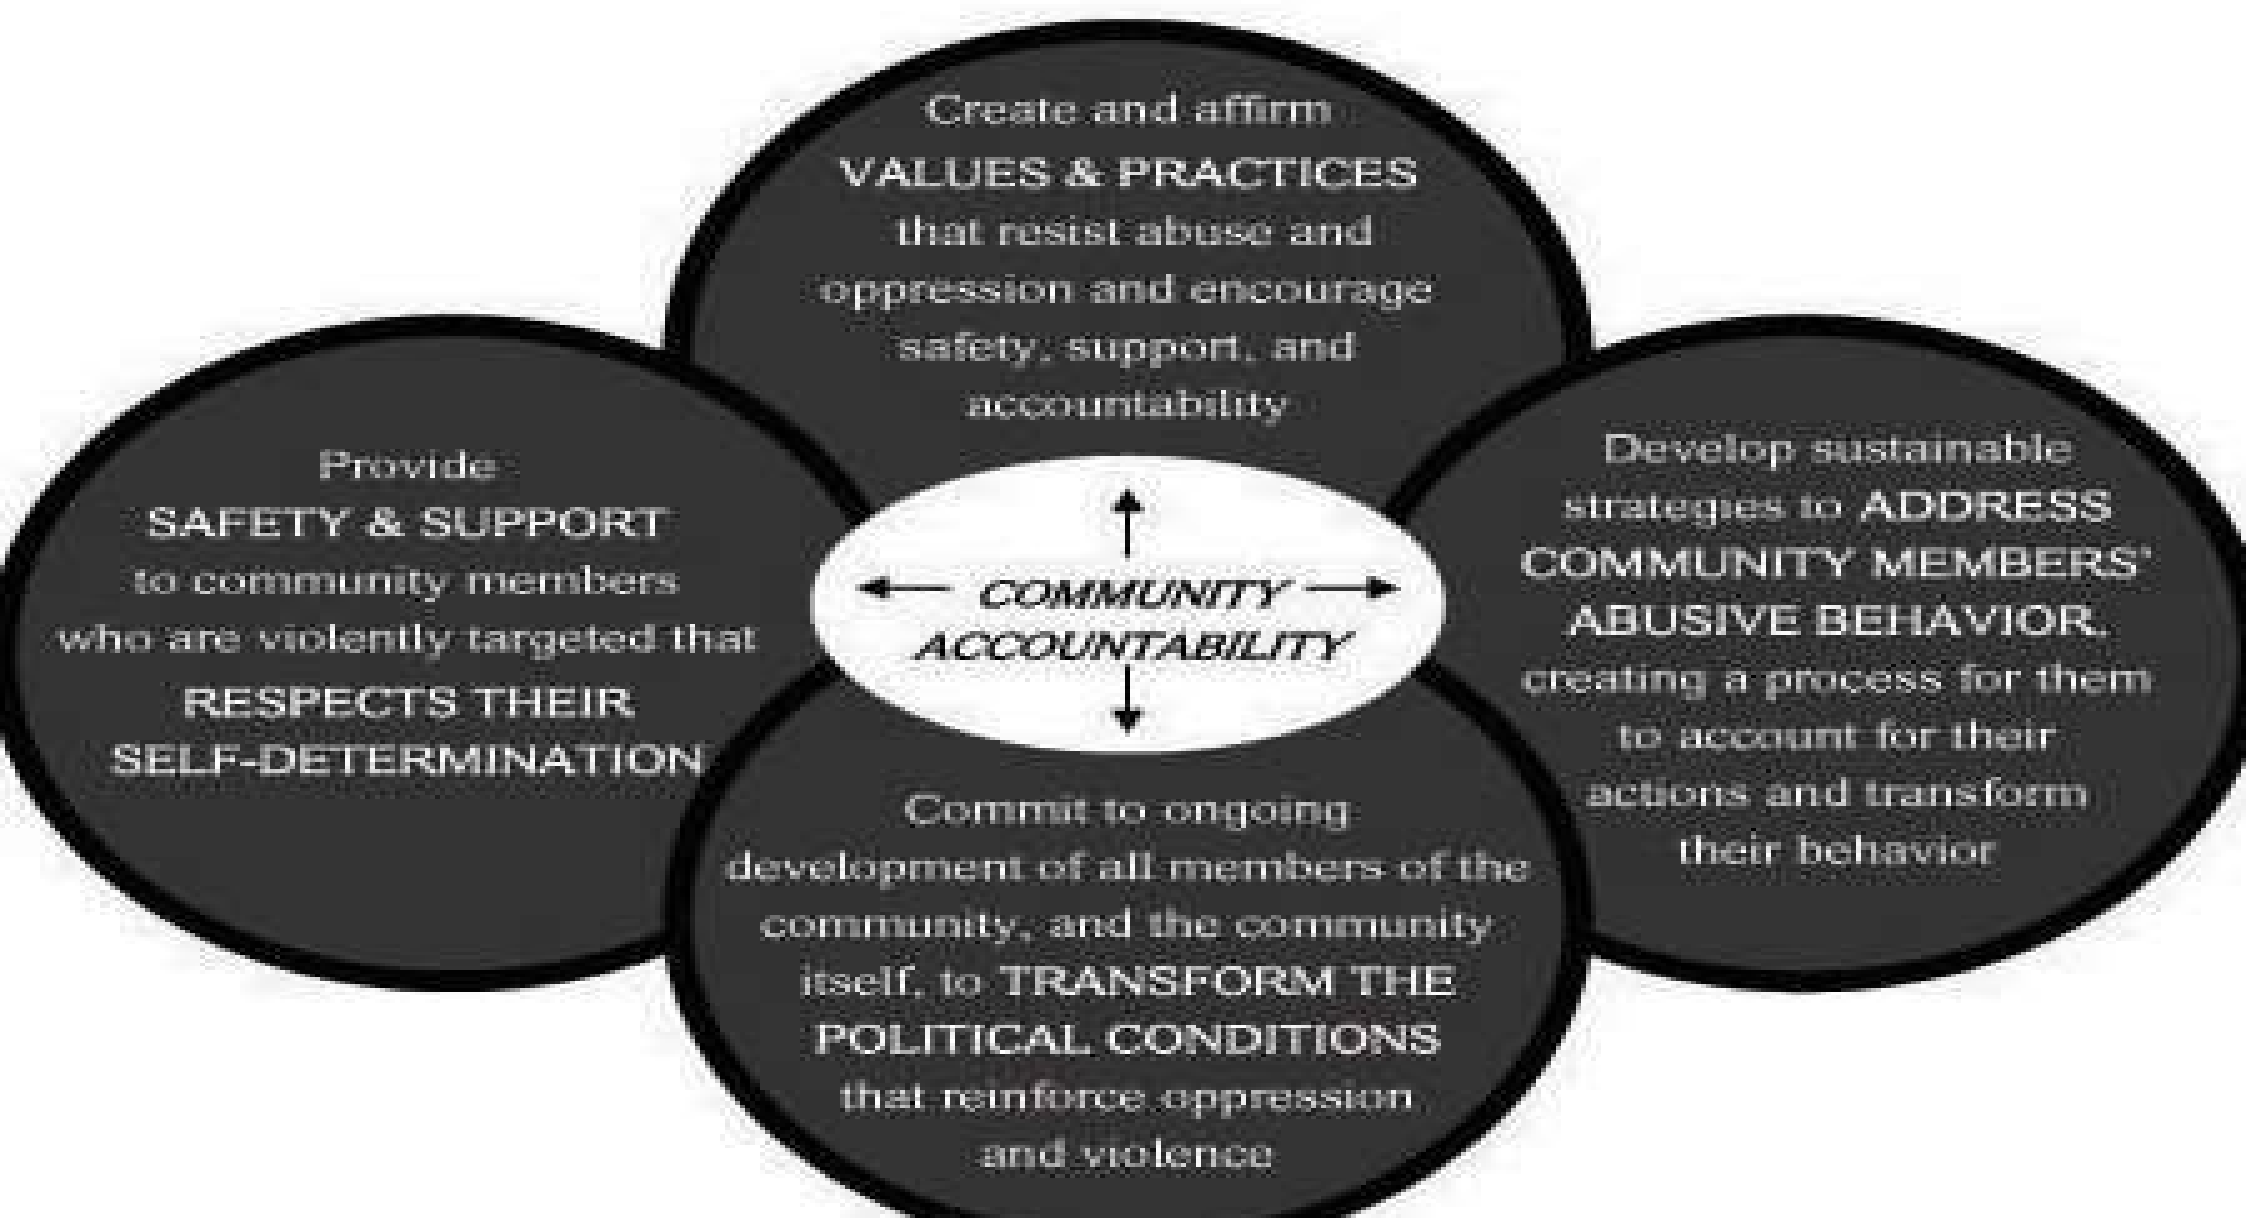 Create and affirm
VALUES & PRACTICES
that resist abuse and
oppression and encourage
safety, support, and
accountability
Provide
SAFETY & SUPPORT
to community members
who are violently targeted that
RESPECTS THEIR
SELF-DETERMINATION
COMMUNITY
ACCOUNTABILITY
Develop sustainable
strategies to ADDRESS
COMMUNITY MEMBERS'
ABUSIVE BEHAVIOR,
creating a process for them
to account for their
actions and transform
their behavior
Commit to ongoing
development of all members of the
community, and the community
itself, to TRANSFORM THE
POLITICAL CONDITIONS
that reinforce oppression
and violence